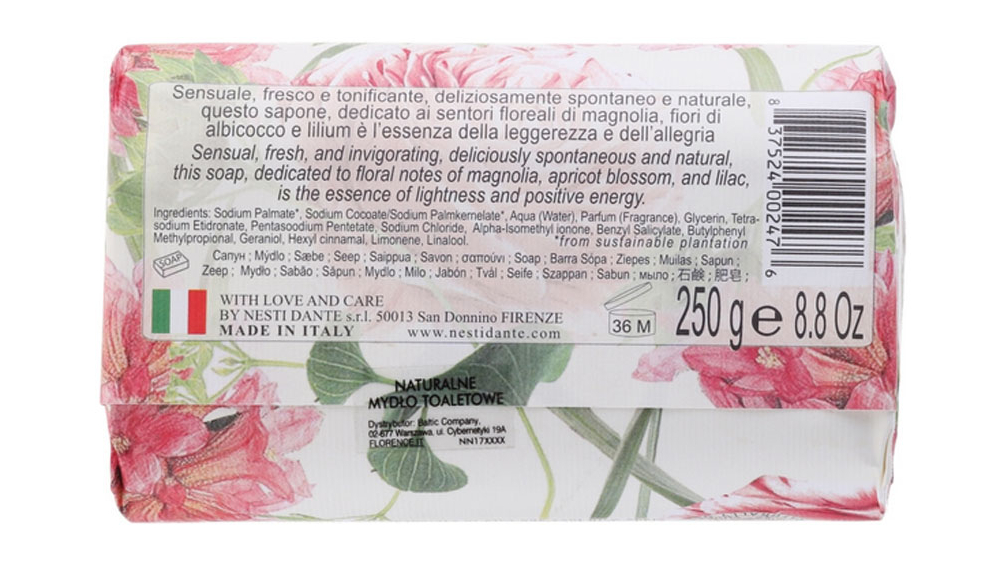 Sensuale, fresco e tonificante, deliziosamente spontaneo e naturale,
questo sapone, dedicato ai sentori floreali di magnolia, fiori di
albicocco e lilium è l'essenza della leggerezza e dell'allegria
Sensual, fresh, and invigorating, deliciously spontaneous and natural,
this soap, dedicated to floral notes of magnolia, apricot blossom, and lilac,
is the essence of lightness and positive energy.
Ingredients: Sodium Palmate*, Sodium Cocoate/Sodium Palmkernelate*, Aqua (Water), Parfum (Fragrance), Glycerin, Tetra-
sodium Etidronate, Pentasodium Pentetate, Sodium Chloride, Alpha-Isomethyl ionone, Benzyl Salicylate, Butylphenyl
Methylpropional, Geraniol, Hexyl cinnamal, Limonene, Linalool. *from sustainable plantation
SOAP
Сапун ; Mýdlo ; Sæbe ; Seep ; Saippua ; Savon ; σαπούνι ; Soap ; Barra Sópa ; Ziepes ; Muilas ; Sapun ;
Zeep ; Mydło ; Sabão ; Săpun ; Mydlo ; Milo ; Jabón ; Tvål ; Seife ; Szappan ; Sabun ; мыло ; 石鹸 ; 肥皂 ;
8 37524 00247 6
WITH LOVE AND CARE
BY NESTI DANTE s.r.l. 50013 San Donnino FIRENZE
MADE IN ITALY www.nestidante.com
36 M
250 g e 8.8 Oz
NATURALNE
MYDŁO TOALETOWE
Dystrybutor: Baltic Company,
02-677 Warszawa, ul. Cybernetyki 19A
FLORENCE.IT NN17XXXX